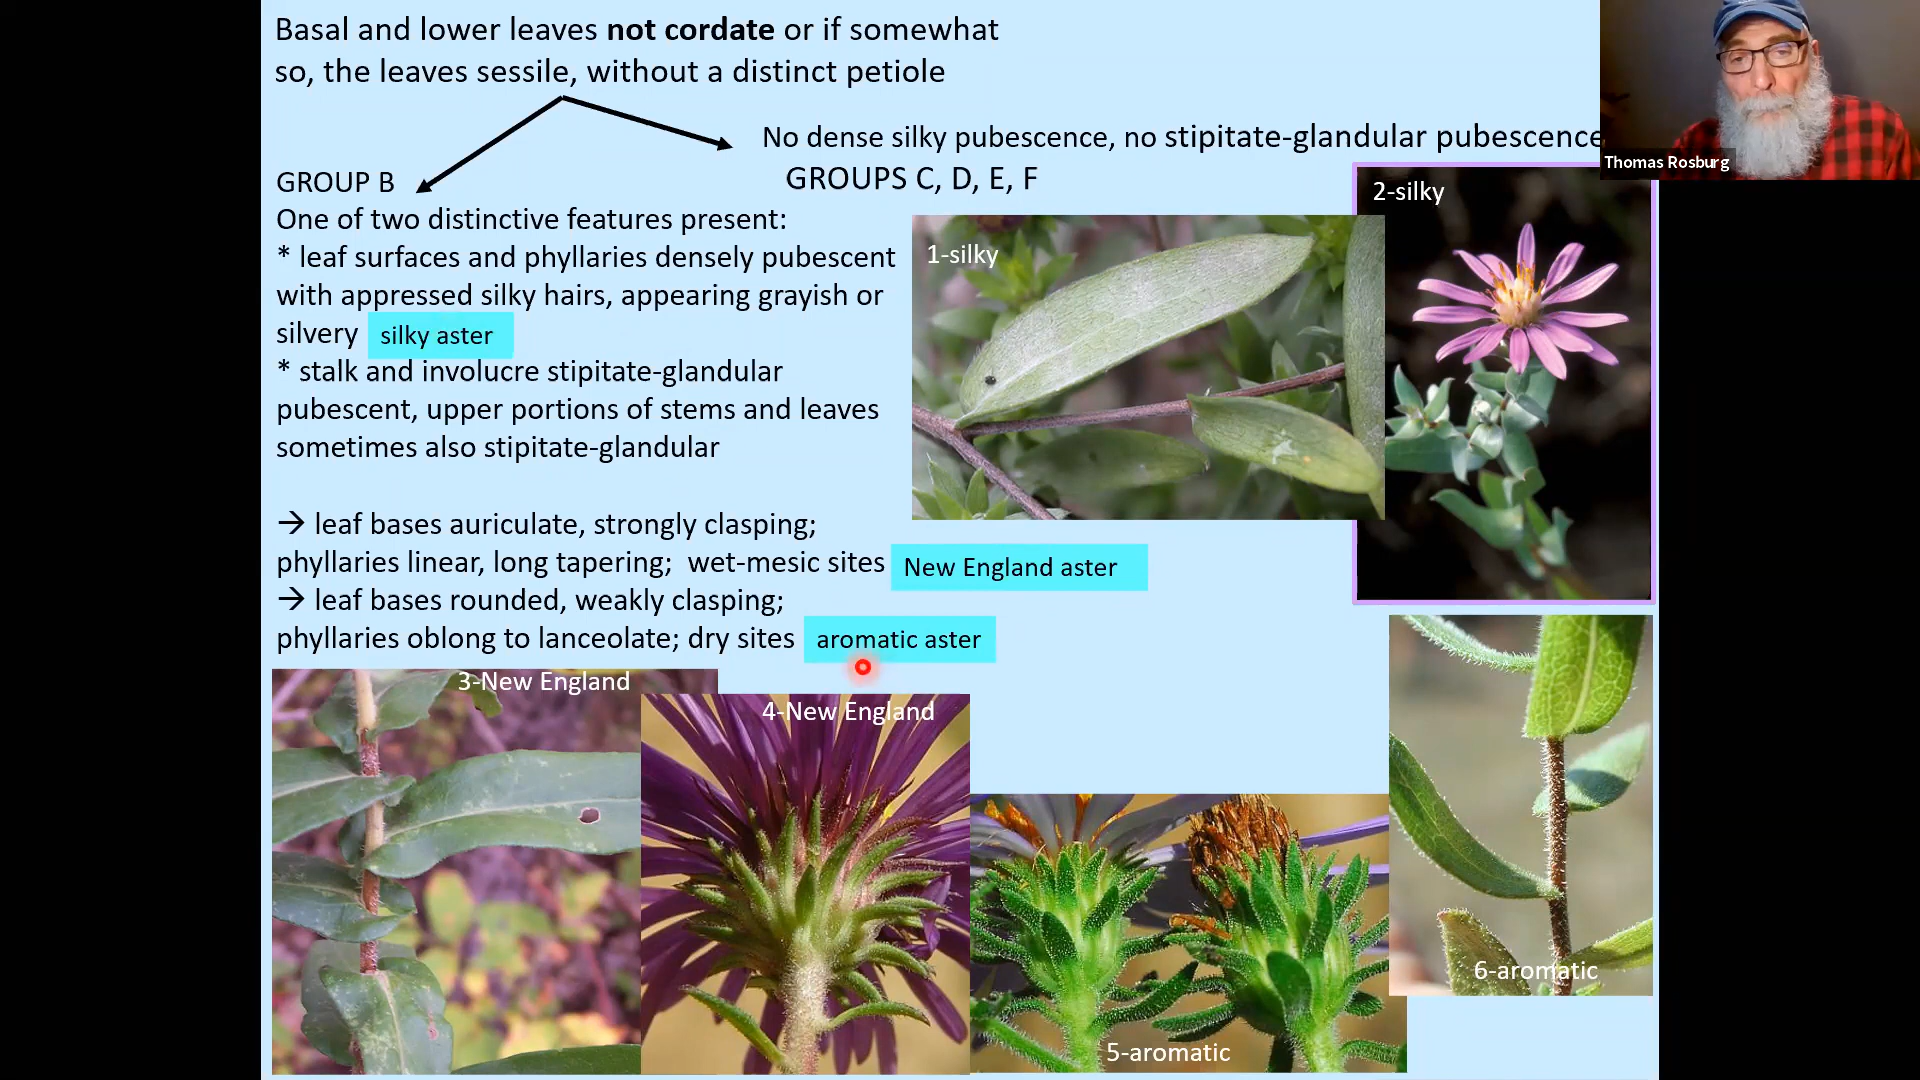 Basal and lower leaves not cordate or if somewhat
so, the leaves sessile, without a distinct petiole
No dense silky pubescence, no stipitate-glandular pubescence
GROUPS C, D, E, F
Thomas Rosburg
GROUP B
One of two distinctive features present:
* leaf surfaces and phyllaries densely pubescent
with appressed silky hairs, appearing grayish or
silvery silky aster
* stalk and involucre stipitate-glandular
pubescent, upper portions of stems and leaves
sometimes also stipitate-glandular
→ leaf bases auriculate, strongly clasping;
phyllaries linear, long tapering; wet-mesic sites New England aster
→ leaf bases rounded, weakly clasping;
phyllaries oblong to lanceolate; dry sites aromatic aster
1-silky
2-silky
3-New England
4-New England
5-aromatic
6-aromatic